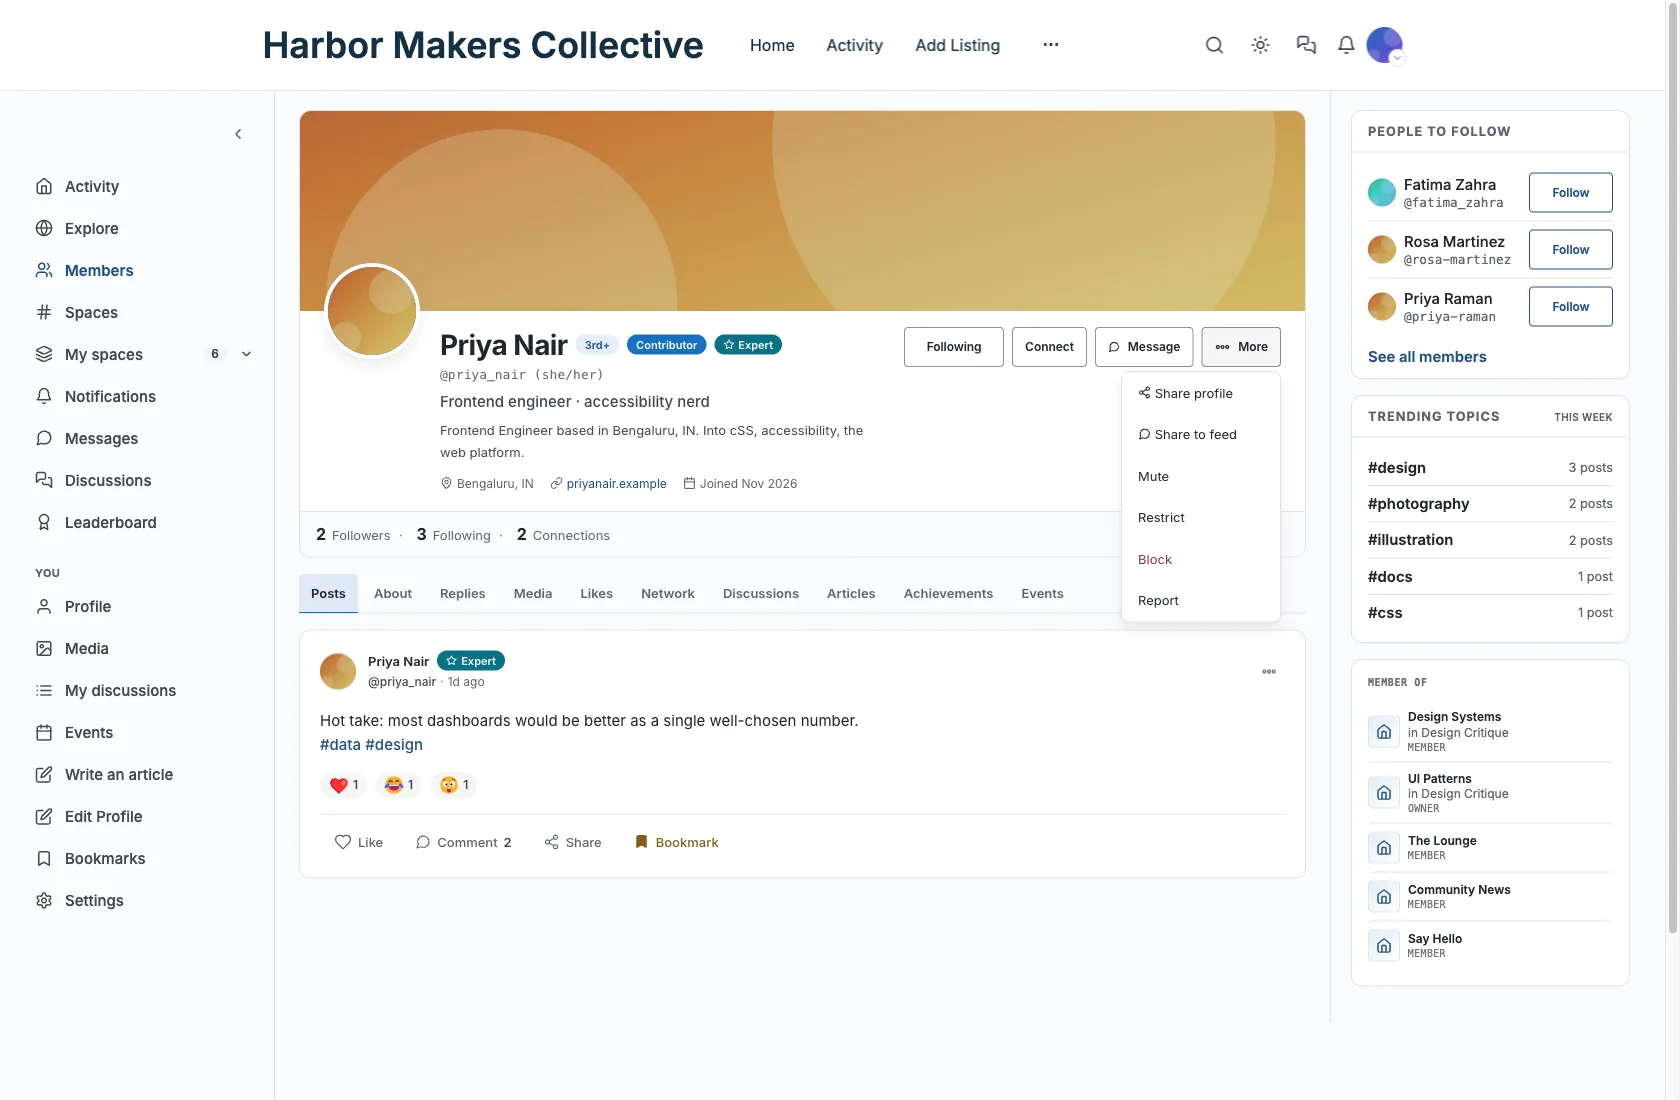 Harbor Makers Collective
Home
Activity
Add Listing
Activity
Explore
Members
Spaces
My spaces 6
Notifications
Messages
Discussions
Leaderboard
YOU
Profile
Media
My discussions
Events
Write an article
Edit Profile
Bookmarks
Settings
Priya Nair 3rd+ Contributor Expert
@priya_nair (she/her)
Frontend engineer · accessibility nerd
Frontend Engineer based in Bengaluru, IN. Into cSS, accessibility, the
web platform.
Bengaluru, IN priyanair.example Joined Nov 2026
Following
Connect
Message
More
Share profile
Share to feed
Mute
Restrict
Block
Report
2 Followers · 3 Following · 2 Connections
Posts
About
Replies
Media
Likes
Network
Discussions
Articles
Achievements
Events
Priya Nair Expert
@priya_nair · 1d ago
Hot take: most dashboards would be better as a single well-chosen number.
#data #design
1 1 1
Like
Comment 2
Share
Bookmark
PEOPLE TO FOLLOW
Fatima Zahra
@fatima_zahra
Follow
Rosa Martinez
@rosa-martinez
Follow
Priya Raman
@priya-raman
Follow
See all members
TRENDING TOPICS THIS WEEK
#design 3 posts
#photography 2 posts
#illustration 2 posts
#docs 1 post
#css 1 post
MEMBER OF
Design Systems
in Design Critique
MEMBER
UI Patterns
in Design Critique
OWNER
The Lounge
MEMBER
Community News
MEMBER
Say Hello
MEMBER